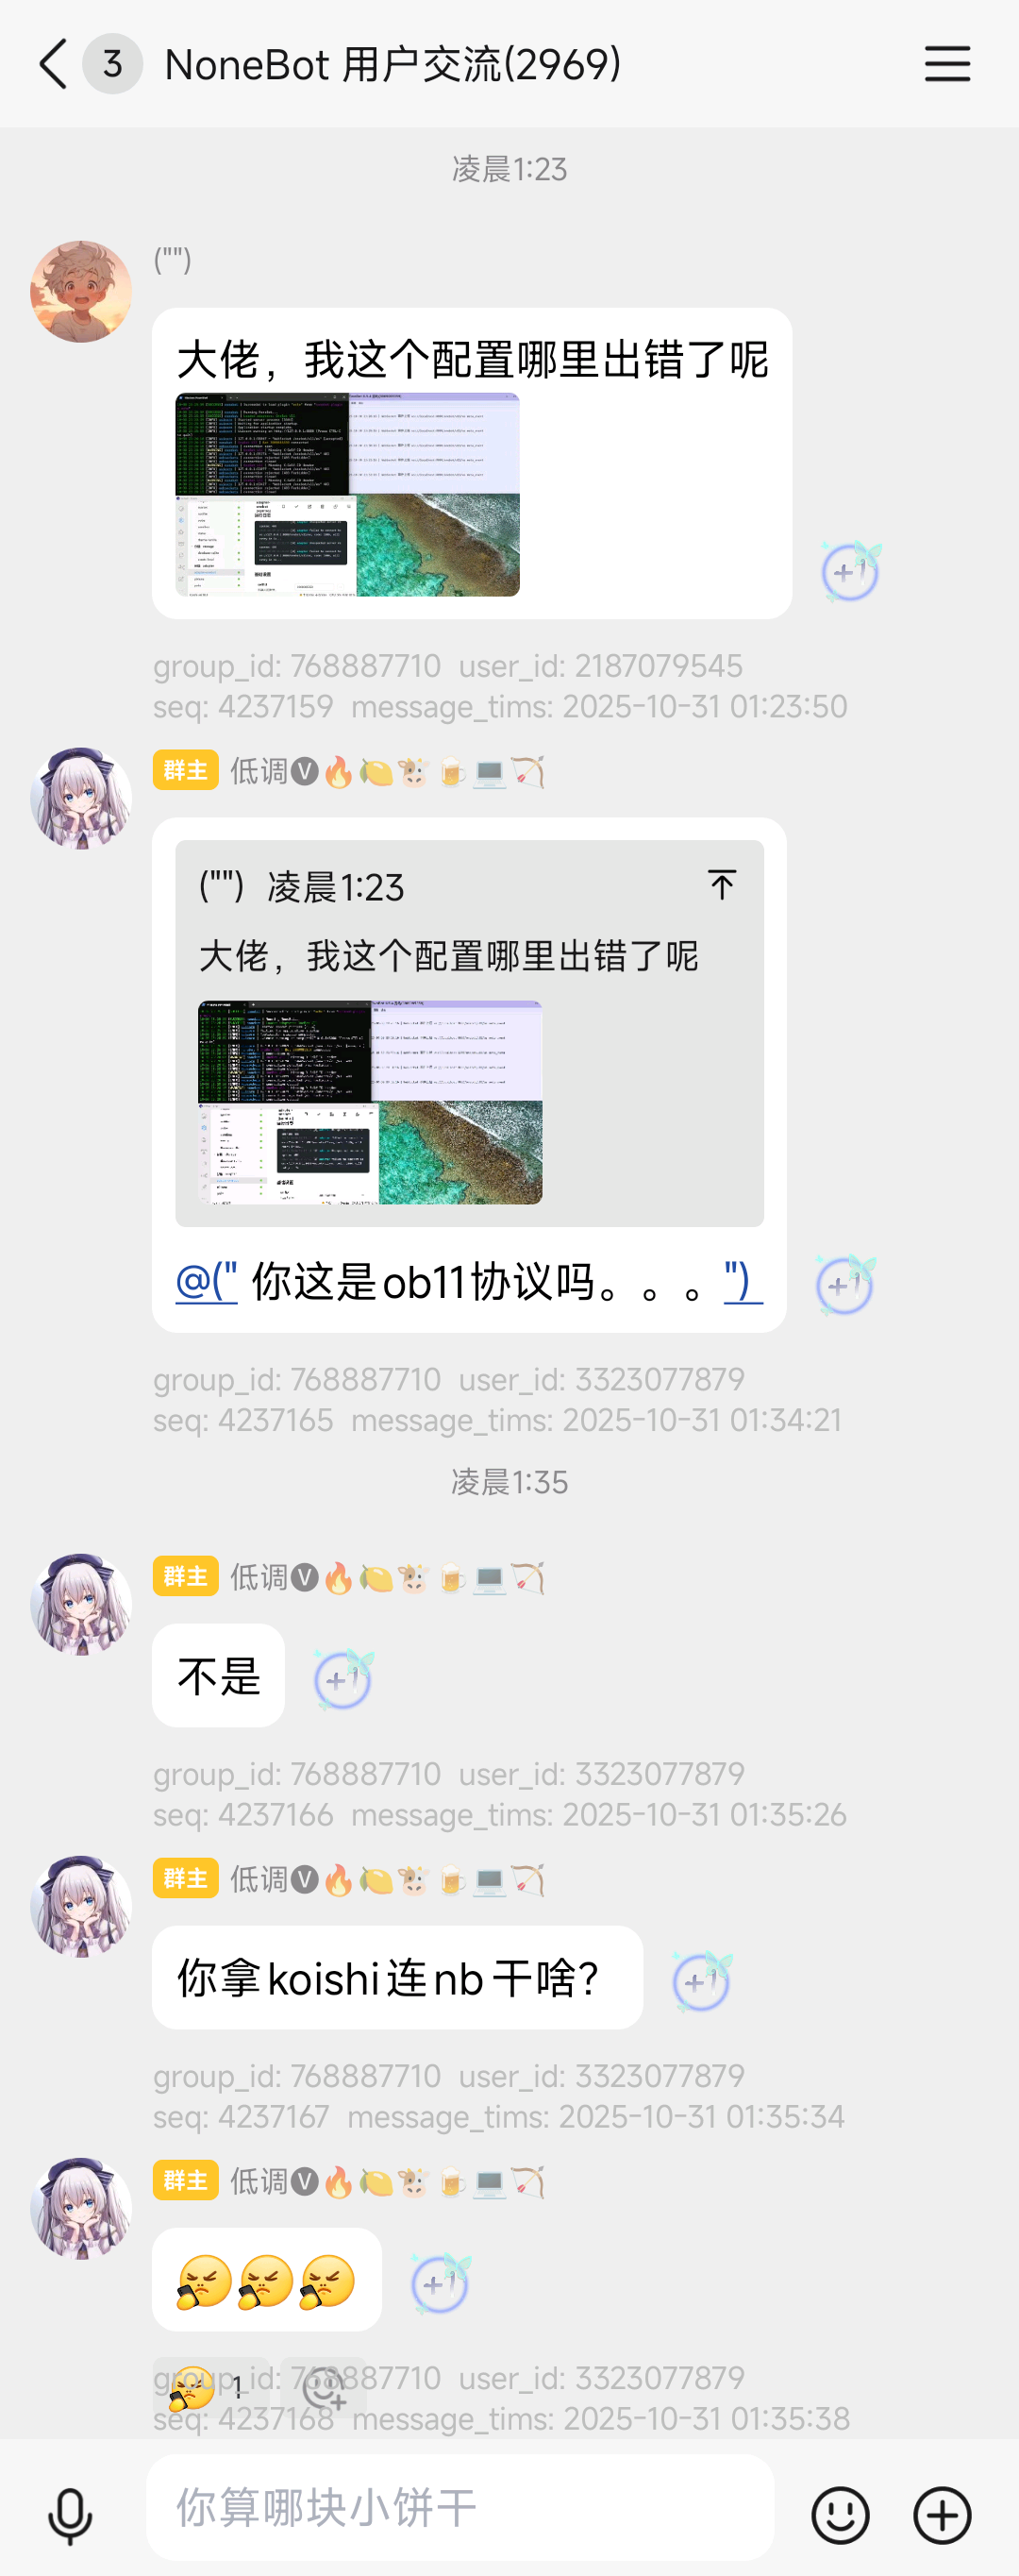 3 NoneBot 用户交流(2969)
凌晨1:23
("")
大佬，我这个配置哪里出错了呢
group_id: 768887710 user_id: 2187079545
seq: 4237159 message_tims: 2025-10-31 01:23:50
群主 低调V🔥🍋🐮🍺💻🏹
("") 凌晨1:23
大佬，我这个配置哪里出错了呢
@(" 你这是ob11协议吗。。。")
group_id: 768887710 user_id: 3323077879
seq: 4237165 message_tims: 2025-10-31 01:34:21
凌晨1:35
群主 低调V🔥🍋🐮🍺💻🏹
不是
group_id: 768887710 user_id: 3323077879
seq: 4237166 message_tims: 2025-10-31 01:35:26
群主 低调V🔥🍋🐮🍺💻🏹
你拿koishi连nb干啥？
group_id: 768887710 user_id: 3323077879
seq: 4237167 message_tims: 2025-10-31 01:35:34
群主 低调V🔥🍋🐮🍺💻🏹
1
group_id: 768887710 user_id: 3323077879
seq: 4237168 message_tims: 2025-10-31 01:35:38
你算哪块小饼干